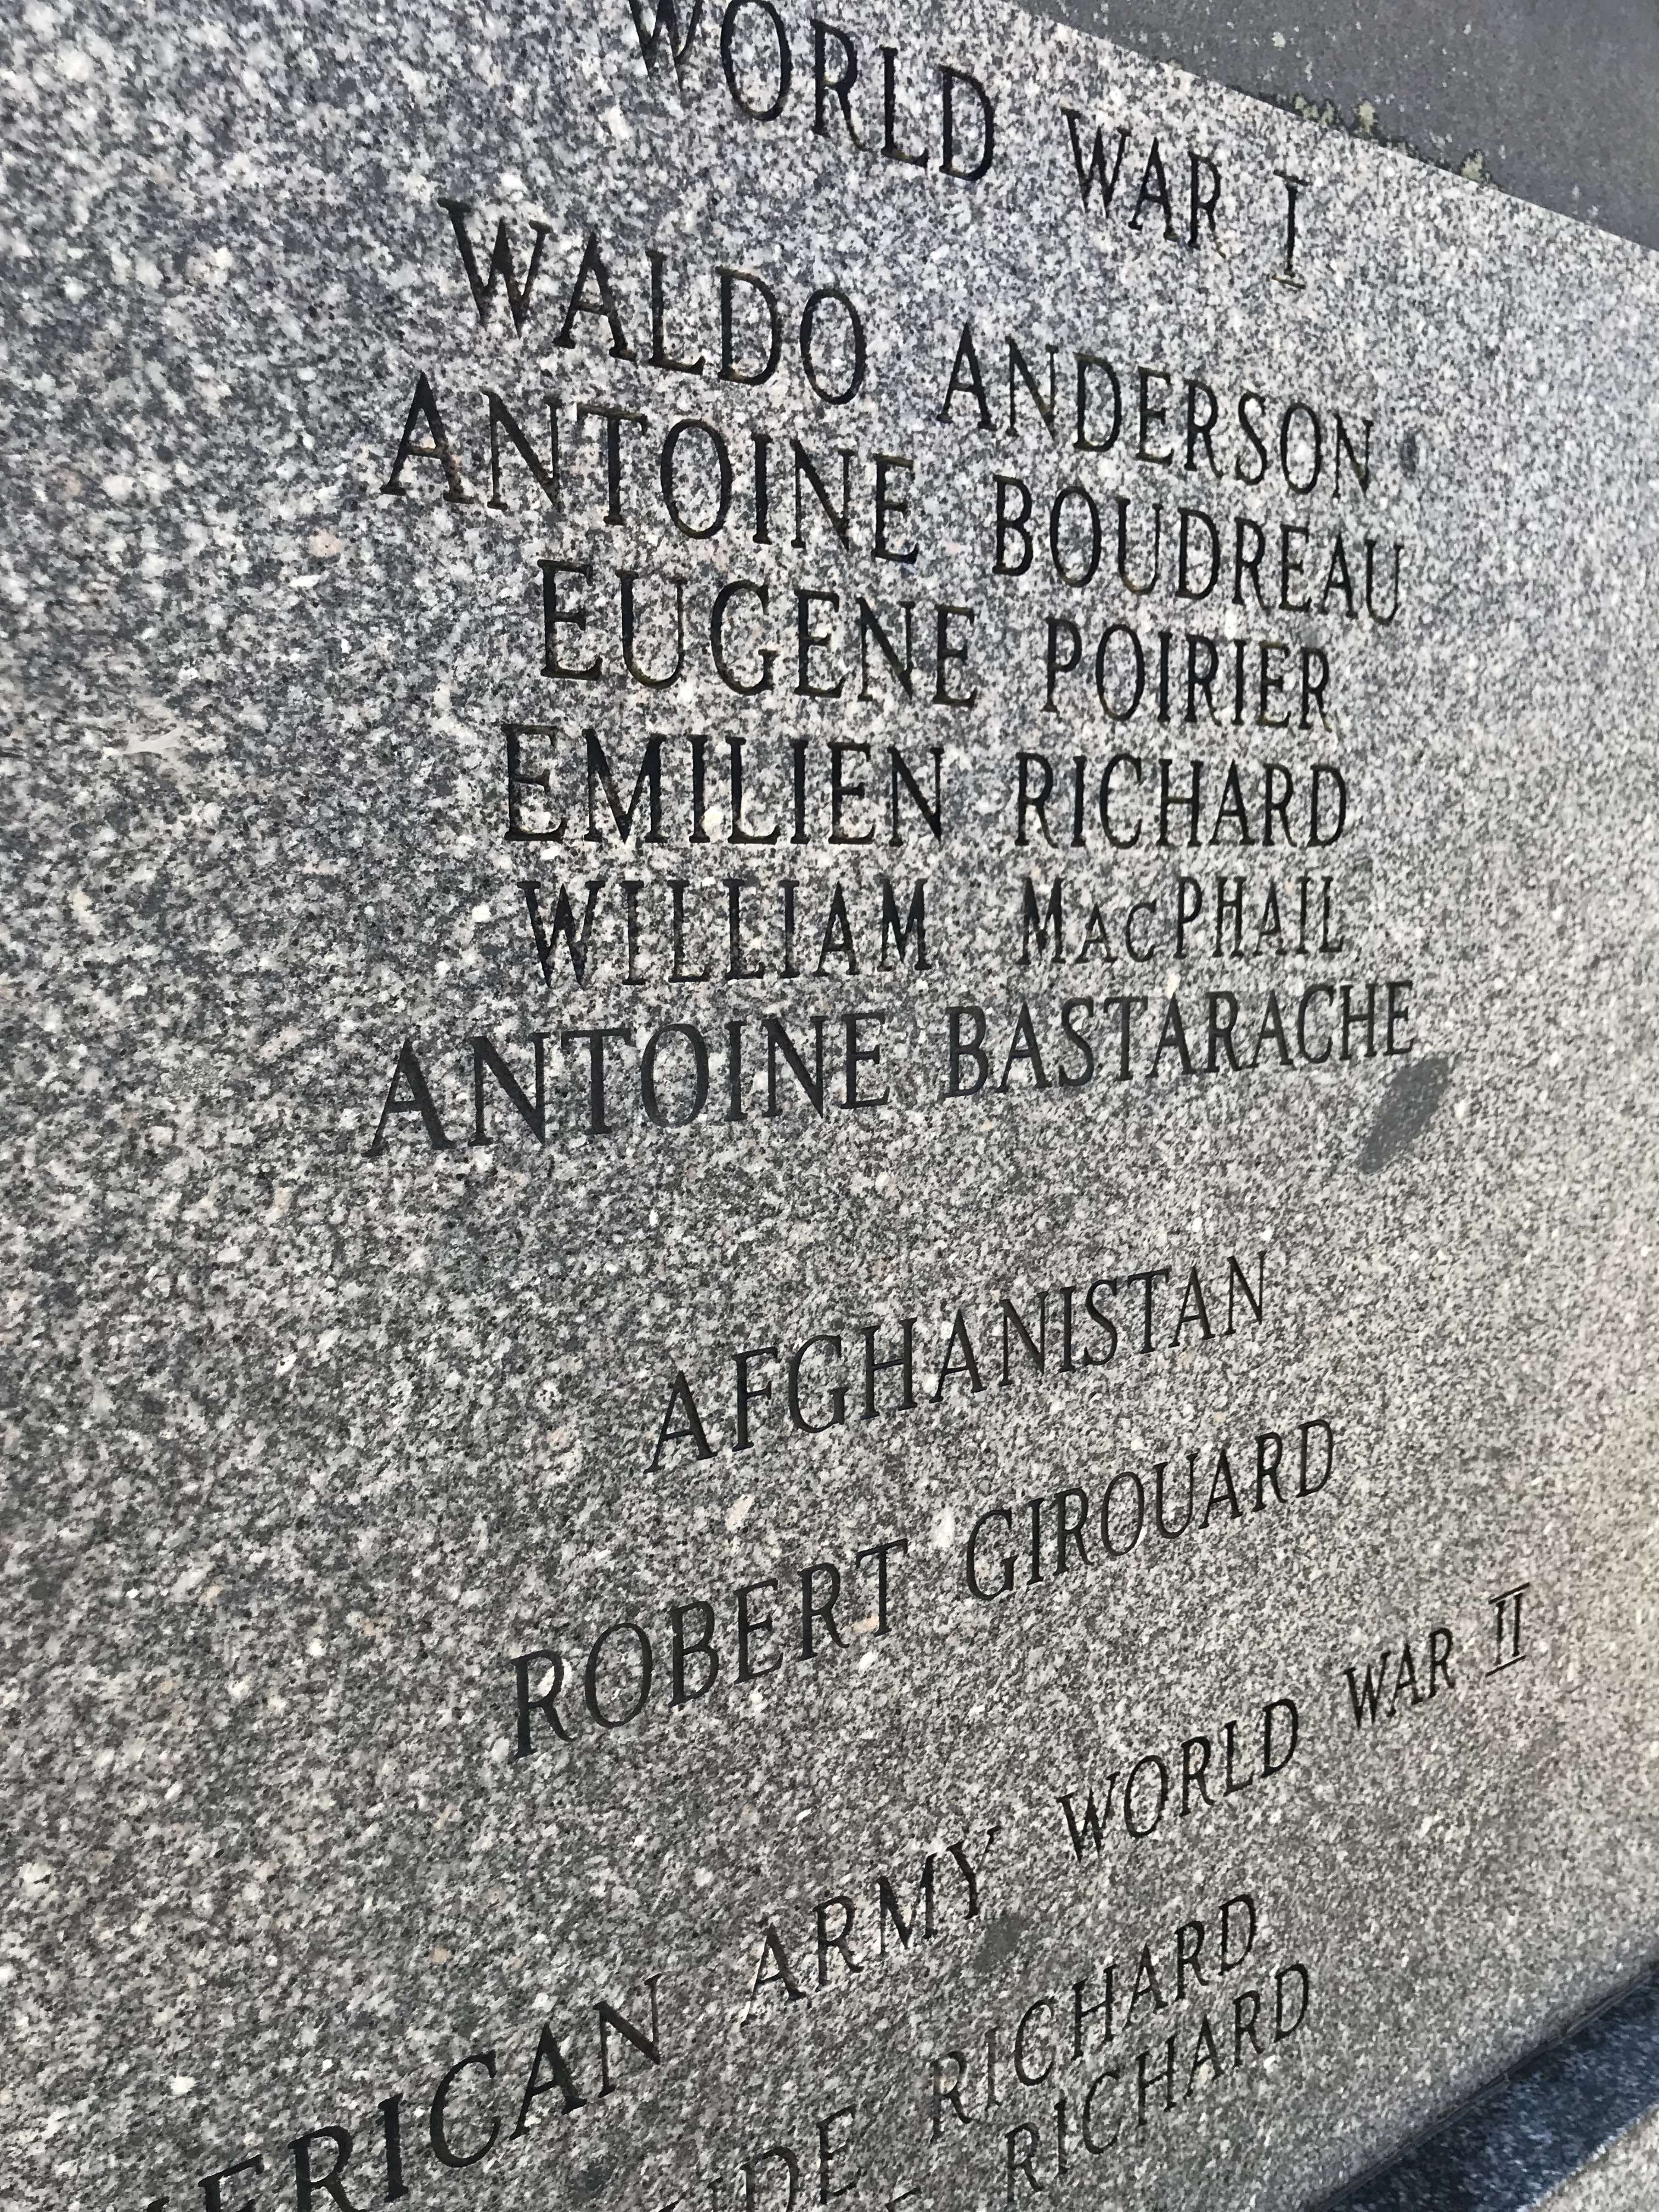 WORLD WAR I
WALDO ANDERSON
ANTOINE BOUDREAU
EUGENE POIRIER
EMILIEN RICHARD
WILLIAM MACPHAIL
ANTOINE BASTARACHE
AFGHANISTAN
ROBERT GIROUARD
ARMY WORLD WAR II
RICHARD
RICHARD